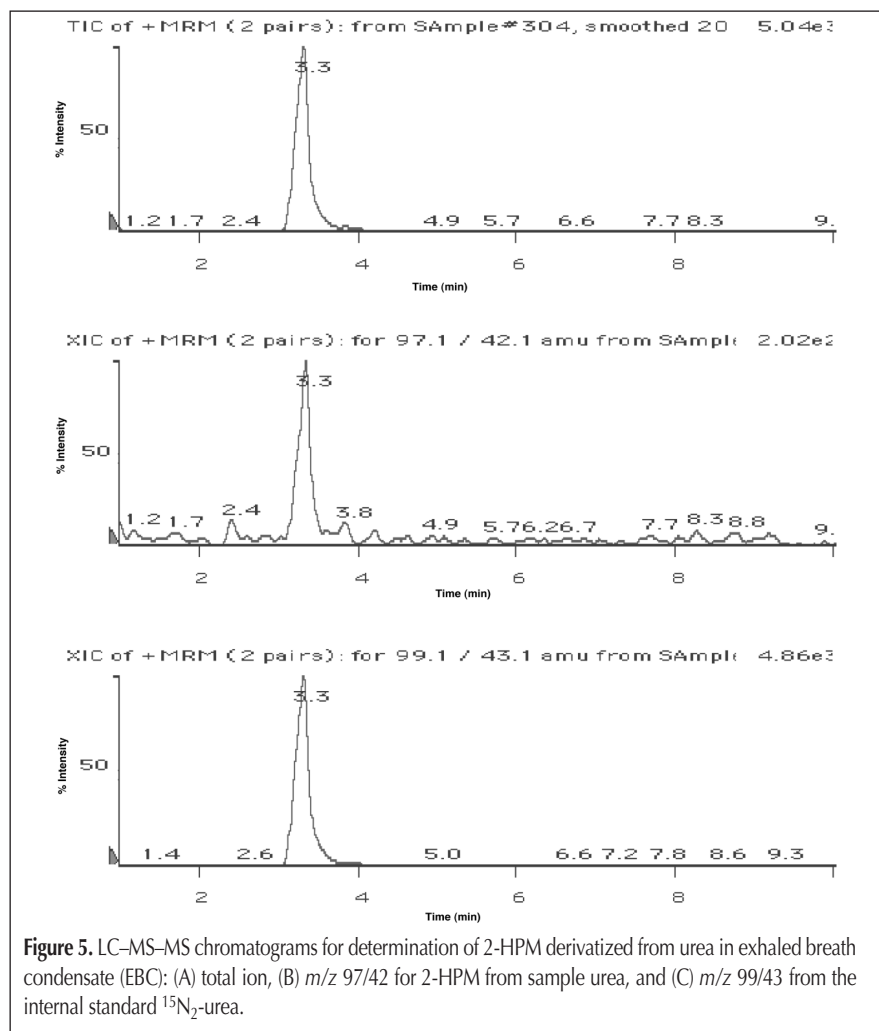 TIC of +MRM (2 pairs): from SAmple#304, smoothed 20 5.04e3
3.3
50
% Intensity
1.2 1.7 2.4 4.9 5.7 6.6 7.7 8.3 9.
2 4 6 8
Time (min)
XIC of +MRM (2 pairs): for 97.1 / 42.1 amu from SAmple 2.02e2
3.3
50
% Intensity
1.2 1.7 2.4 3.8 4.9 5.7 6.2 6.7 7.7 8.3 8.8 9.
2 4 6 8
Time (min)
XIC of +MRM (2 pairs): for 99.1 / 43.1 amu from SAmple 4.86e3
3.3
50
% Intensity
1.4 2.6 5.0 6.6 7.2 7.8 8.6 9.3
2 4 6 8
Time (min)
Figure 5. LC–MS–MS chromatograms for determination of 2-HPM derivatized from urea in exhaled breath
condensate (EBC): (A) total ion, (B) m/z 97/42 for 2-HPM from sample urea, and (C) m/z 99/43 from the
internal standard ¹⁵N₂-urea.